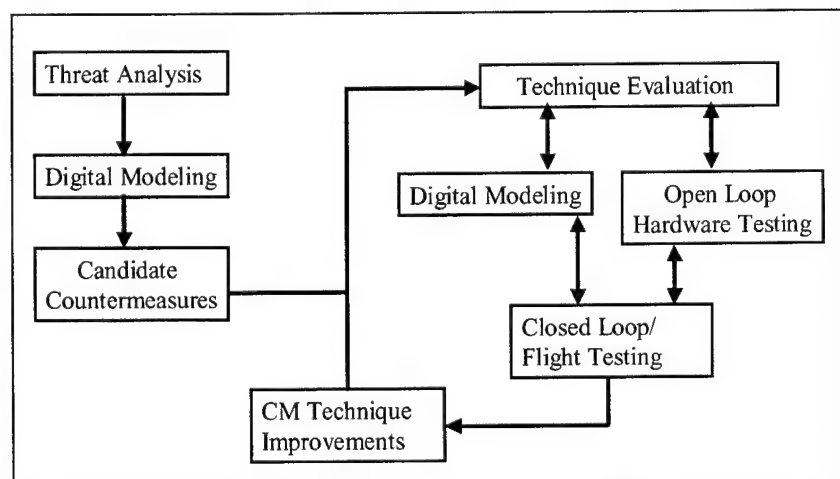 Threat Analysis
Digital Modeling
Candidate
Countermeasures
Technique Evaluation
Digital Modeling
Open Loop
Hardware Testing
Closed Loop/
Flight Testing
CM Technique
Improvements